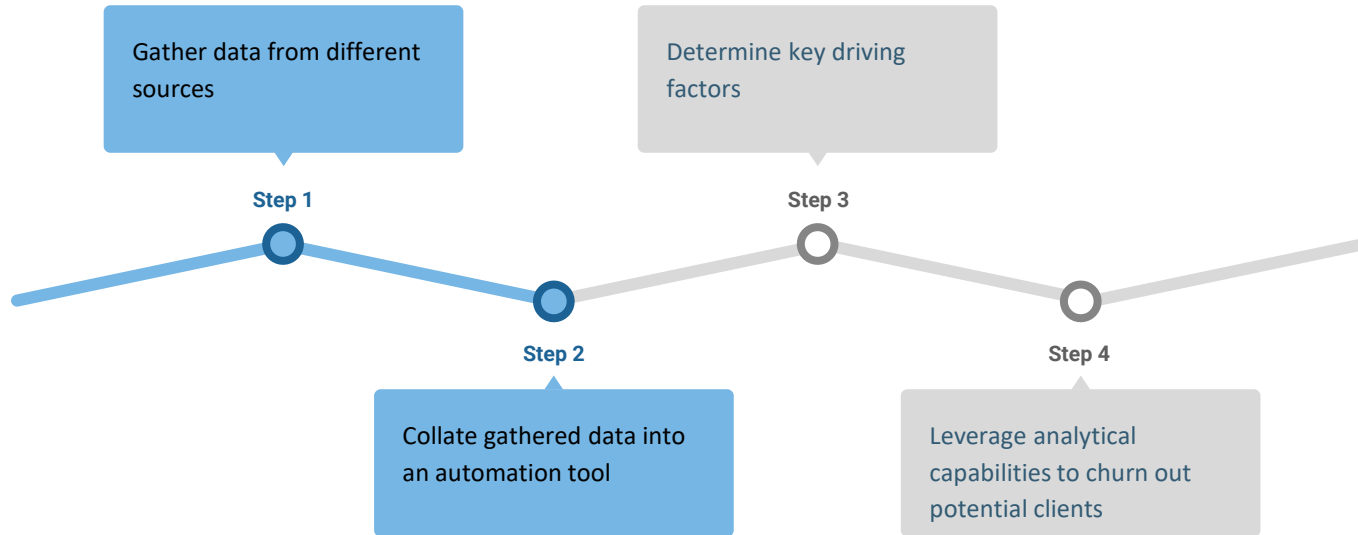 Gather data from different
sources
Step 1
Step 2
Collate gathered data into
an automation tool
Determine key driving
factors
Step 3
Step 4
Leverage analytical
capabilities to churn out
potential clients